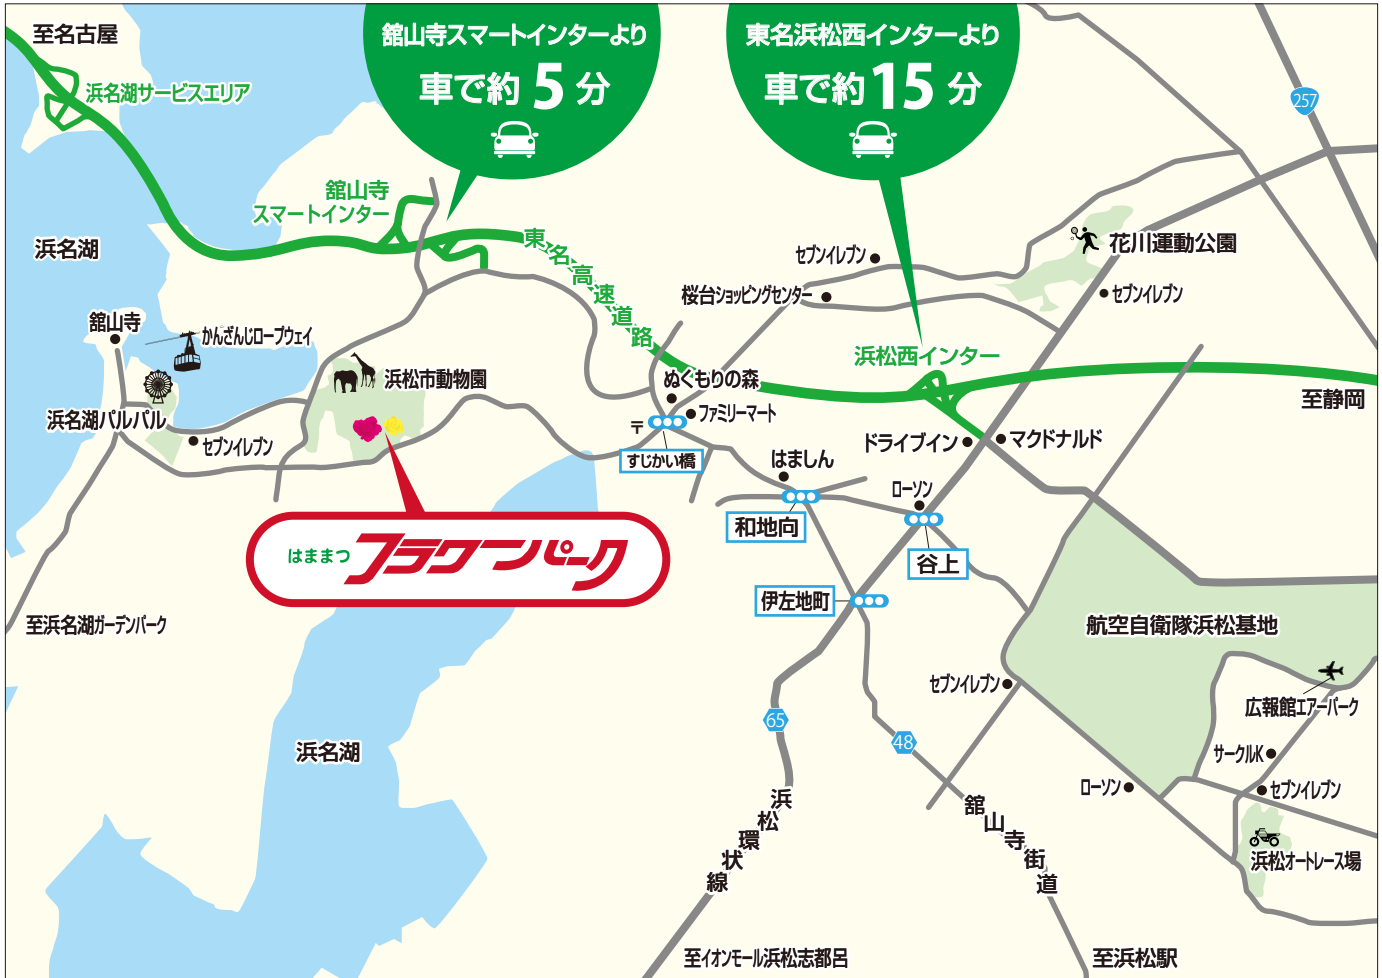 至名古屋
浜名湖サービスエリア
舘山寺スマートインターより
車で約 5 分
東名浜松西インターより
車で約 15 分
257
舘山寺
スマートインター
浜名湖
東名高速道路
セブンイレブン
花川運動公園
桜台ショッピングセンター
セブンイレブン
舘山寺
かんざんじロープウェイ
浜松西インター
浜松市動物園
ぬくもりの森
至静岡
浜名湖パルパル
セブンイレブン
〒
ファミリーマート
すじかい橋
ドライブイン
マクドナルド
はましん
ローソン
和地向
谷上
はままつ フラワーパーク
伊左地町
至浜名湖ガーデンパーク
航空自衛隊浜松基地
セブンイレブン
広報館エアーパーク
65
48
浜名湖
サークルK
ローソン
セブンイレブン
浜松環状線
舘山寺街道
浜松オートレース場
至イオンモール浜松志都呂
至浜松駅